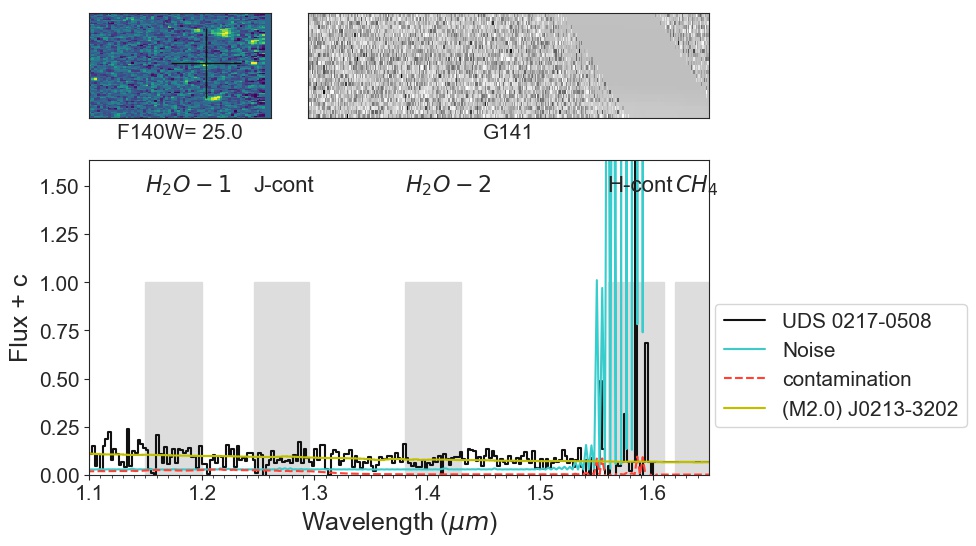 F140W= 25.0
G141
H₂O − 1
J-cont
H₂O − 2
H-cont
CH₄
1.50
1.25
1.00
0.75
0.50
0.25
0.00
Flux + c
1.1
1.2
1.3
1.4
1.5
1.6
Wavelength (μm)
UDS 0217-0508
Noise
contamination
(M2.0) J0213-3202